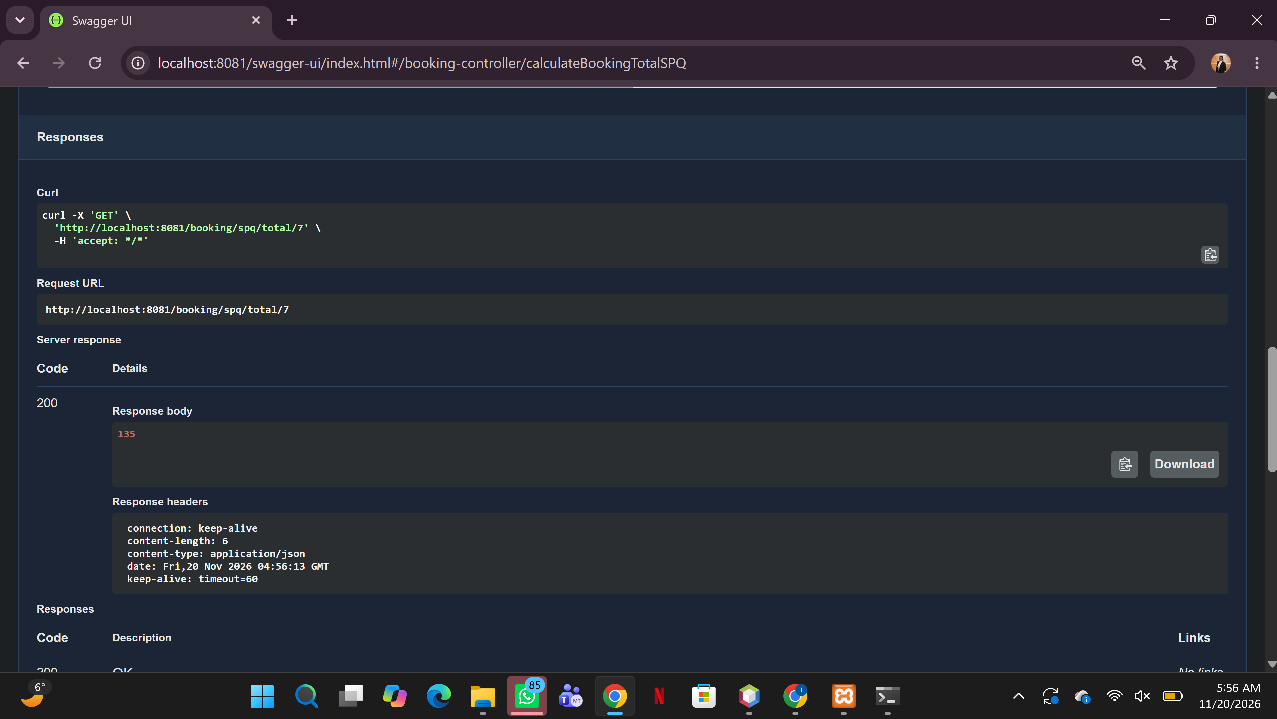 Swagger UI
localhost:8081/swagger-ui/index.html#/booking-controller/calculateBookingTotalSPQ
Responses
Curl
curl -X 'GET' \
'http://localhost:8081/booking/spq/total/7' \
-H 'accept: */*'
Request URL
http://localhost:8081/booking/spq/total/7
Server response
Code Details
200
Response body
135
Download
Response headers
connection: keep-alive
content-length: 6
content-type: application/json
date: Fri,20 Nov 2026 04:56:13 GMT
keep-alive: timeout=60
Responses
Code Description Links
200 OK No links
6°
85
5:56 AM
11/20/2026